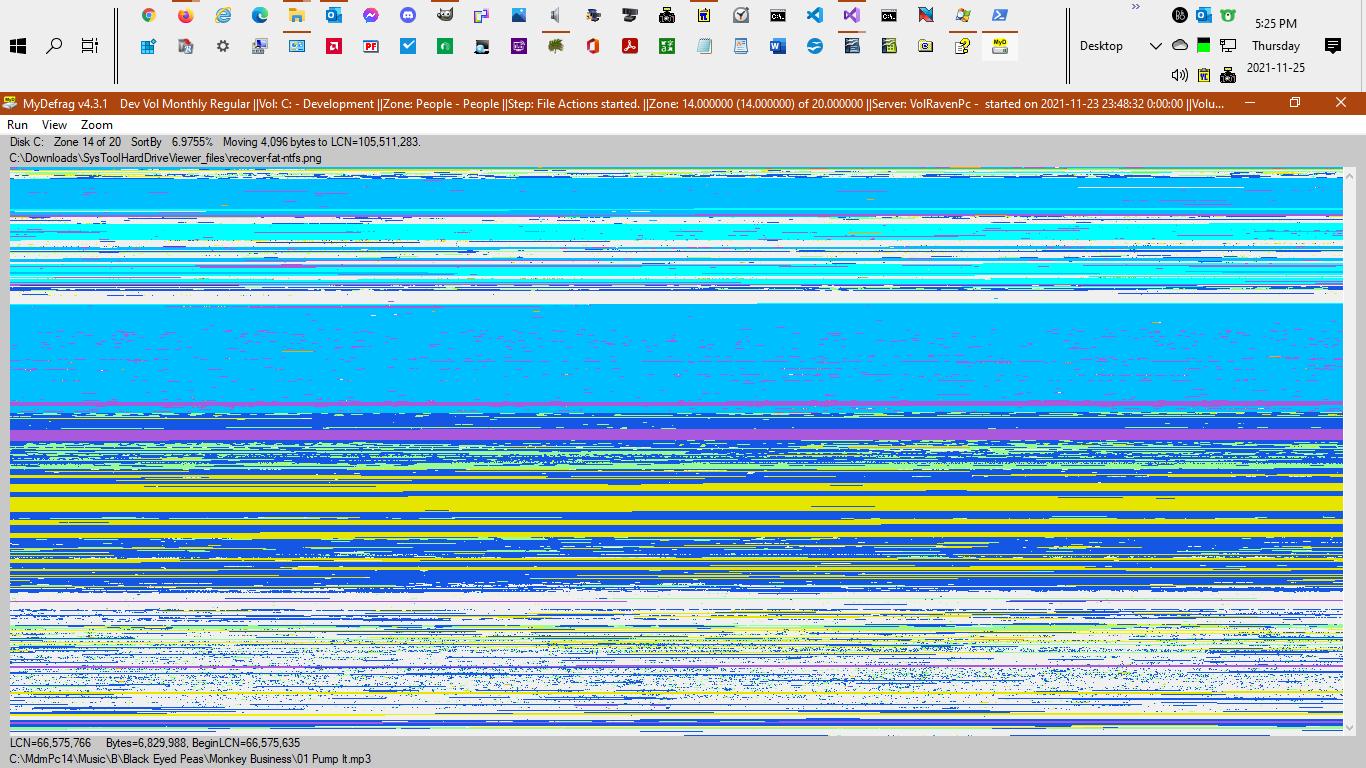 5:25 PM
Desktop
Thursday
2021-11-25
MyDefrag v4.3.1 Dev Vol Monthly Regular ||Vol: C: - Development ||Zone: People - People ||Step: File Actions started. ||Zone: 14.000000 (14.000000) of 20.000000 ||Server: VolRavenPc - started on 2021-11-23 23:48:32 0:00:00 ||Volu...
Run View Zoom
Disk C: Zone 14 of 20 SortBy 6.9755% Moving 4,096 bytes to LCN=105,511,283.
C:\Downloads\SysToolHardDriveViewer_files\recover-fat-ntfs.png
LCN=66,575,766 Bytes=6,829,988, BeginLCN=66,575,635
C:\MdmPc14\Music\B\Black Eyed Peas\Monkey Business\01 Pump It.mp3